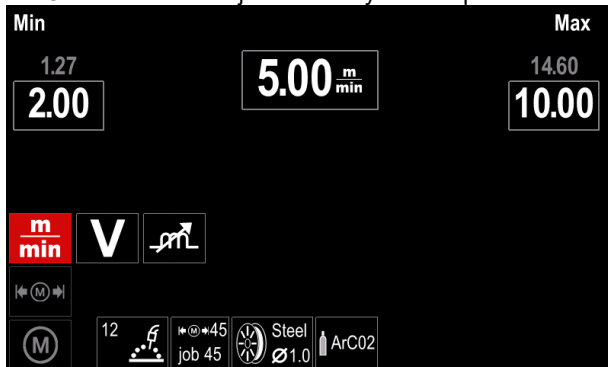 Min Max
1.27 14.60
2.00 5.00 m/min 10.00
m/min V
M
M 12 M 45 job 45 Steel Ø1.0 ArC02